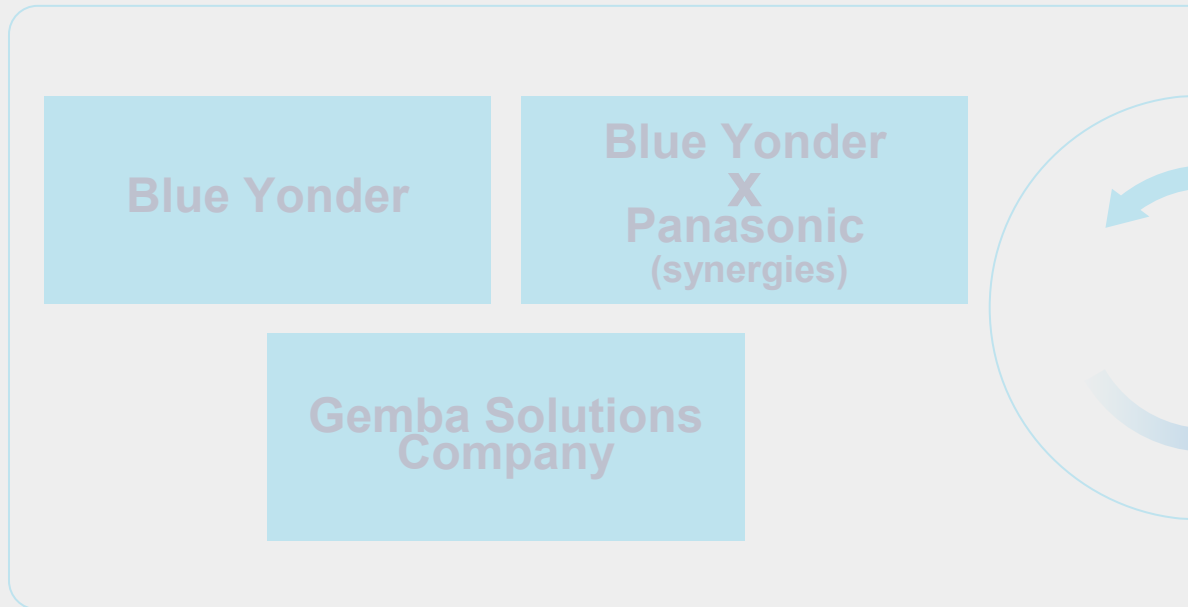 Blue Yonder
Blue Yonder
X
Panasonic
(synergies)
Gemba Solutions
Company